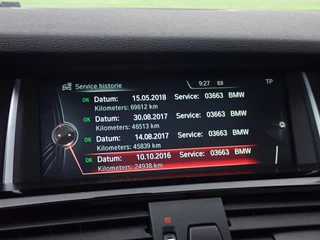 Service historie 9:27 TP
OK Datum: 15.05.2018 Service: 03663 BMW
Kilometers: 69612 km
OK Datum: 30.08.2017 Service: 03663 BMW
Kilometers: 46513 km
OK Datum: 14.08.2017 Service: 03663 BMW
Kilometers: 45839 km
OK Datum: 10.10.2016 Service: 03663 BMW
Kilometers: 24938 km